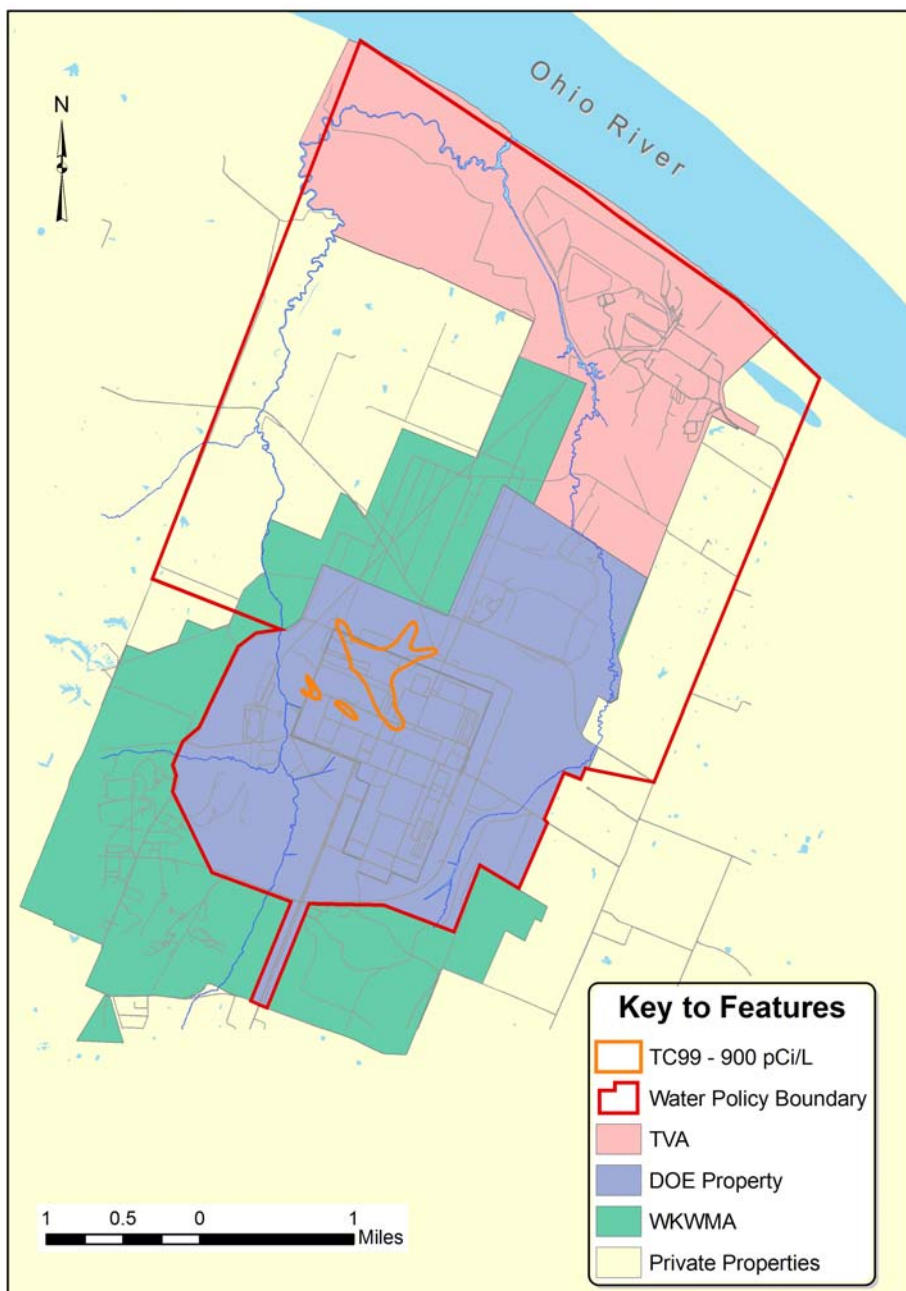 Ohio River
N
Key to Features
TC99 - 900 pCi/L
Water Policy Boundary
TVA
DOE Property
WKWMA
Private Properties
1 0.5 0 1
Miles